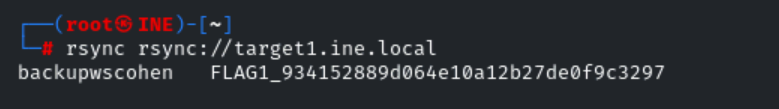 ┌──(root㉿INE)-[~]
└─# rsync rsync://target1.ine.local
backupwscohen   FLAG1_934152889d064e10a12b27de0f9c3297